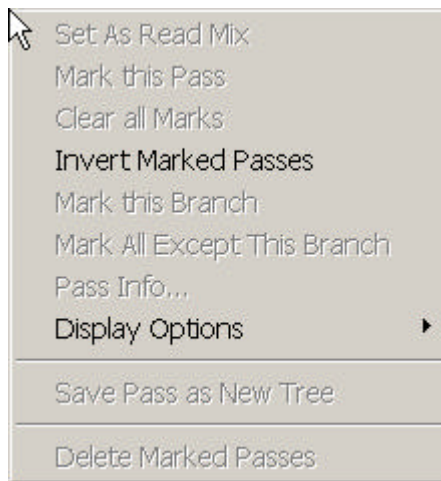 Set As Read Mix
Mark this Pass
Clear all Marks
Invert Marked Passes
Mark this Branch
Mark All Except This Branch
Pass Info...
Display Options
Save Pass as New Tree
Delete Marked Passes